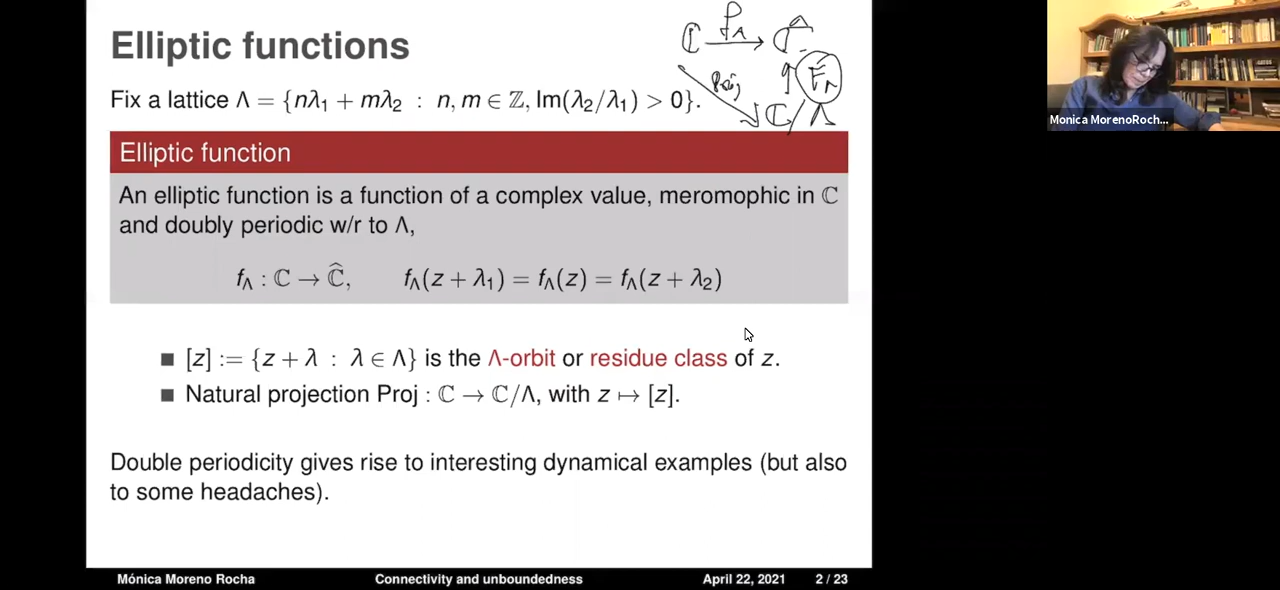 Elliptic functions
ℂ f_Λ → Ĉ
Proj
F_Λ
ℂ/Λ
Fix a lattice Λ = {nλ₁ + mλ₂ : n, m ∈ ℤ, Im(λ₂/λ₁) > 0}.
Elliptic function
An elliptic function is a function of a complex value, meromophic in ℂ
and doubly periodic w/r to Λ,
f_Λ : ℂ → Ĉ, f_Λ(z + λ₁) = f_Λ(z) = f_Λ(z + λ₂)
■ [z] := {z + λ : λ ∈ Λ} is the Λ-orbit or residue class of z.
■ Natural projection Proj : ℂ → ℂ/Λ, with z ↦ [z].
Double periodicity gives rise to interesting dynamical examples (but also
to some headaches).
Mónica Moreno Rocha Connectivity and unboundedness April 22, 2021 2 / 23
Monica MorenoRoch...